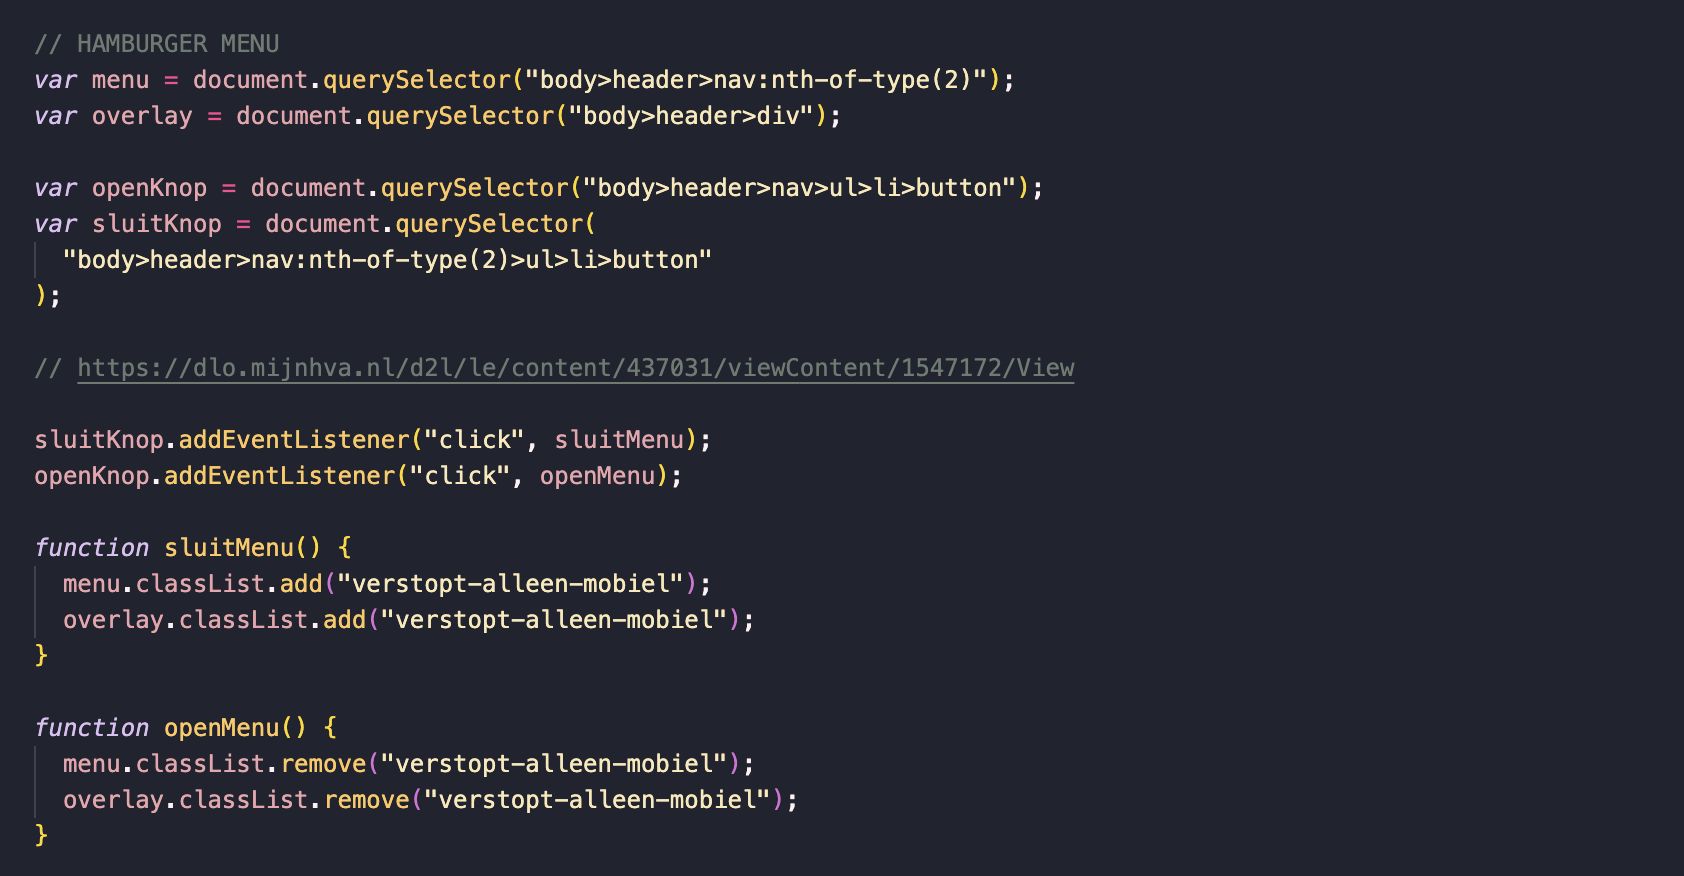 // HAMBURGER MENU
var menu = document.querySelector("body>header>nav:nth-of-type(2)");
var overlay = document.querySelector("body>header>div");

var openKnop = document.querySelector("body>header>nav>ul>li>button");
var sluitKnop = document.querySelector(
  "body>header>nav:nth-of-type(2)>ul>li>button"
);

// https://dlo.mijnhva.nl/d2l/le/content/437031/viewContent/1547172/View

sluitKnop.addEventListener("click", sluitMenu);
openKnop.addEventListener("click", openMenu);

function sluitMenu() {
  menu.classList.add("verstopt-alleen-mobiel");
  overlay.classList.add("verstopt-alleen-mobiel");
}

function openMenu() {
  menu.classList.remove("verstopt-alleen-mobiel");
  overlay.classList.remove("verstopt-alleen-mobiel");
}